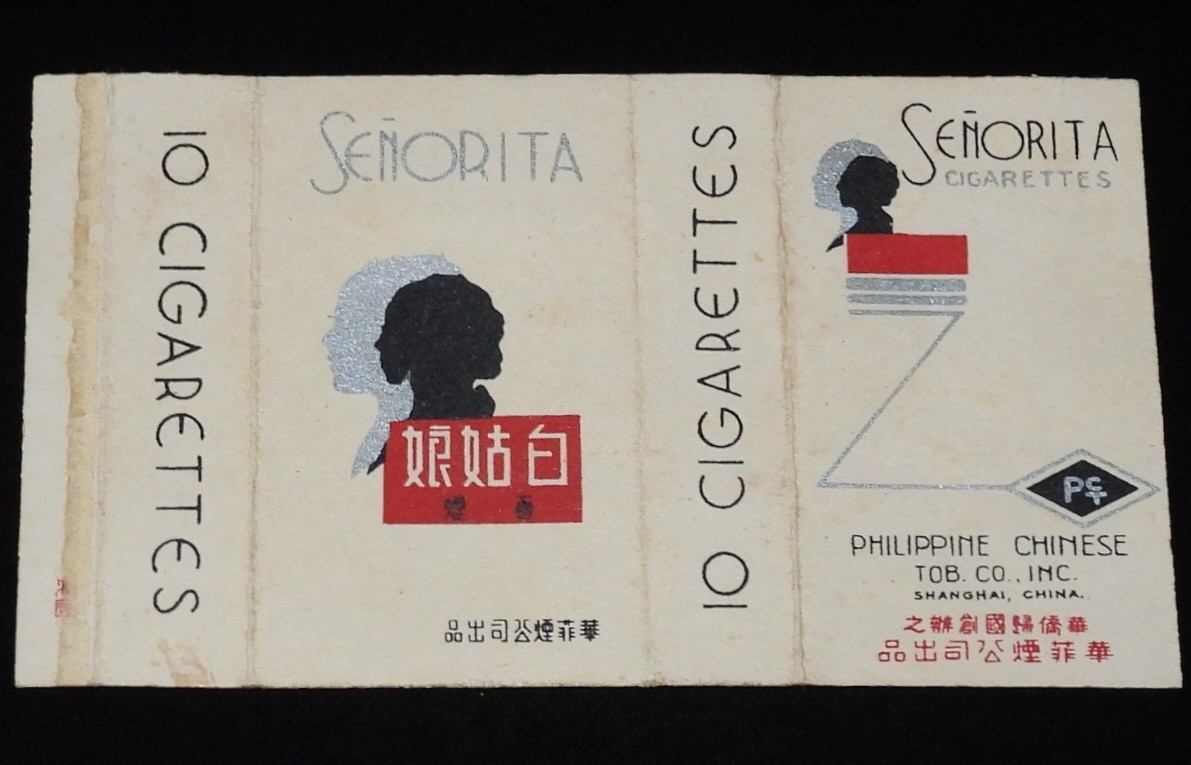 10 CIGARETTES
SEÑORITA
白姑娘
香煙
華菲煙公司出品
10 CIGARETTES
SEÑORITA
CIGARETTES
PCT
PHILIPPINE CHINESE
TOB. CO., INC.
SHANGHAI, CHINA.
華僑歸國創辦之
華菲煙公司出品